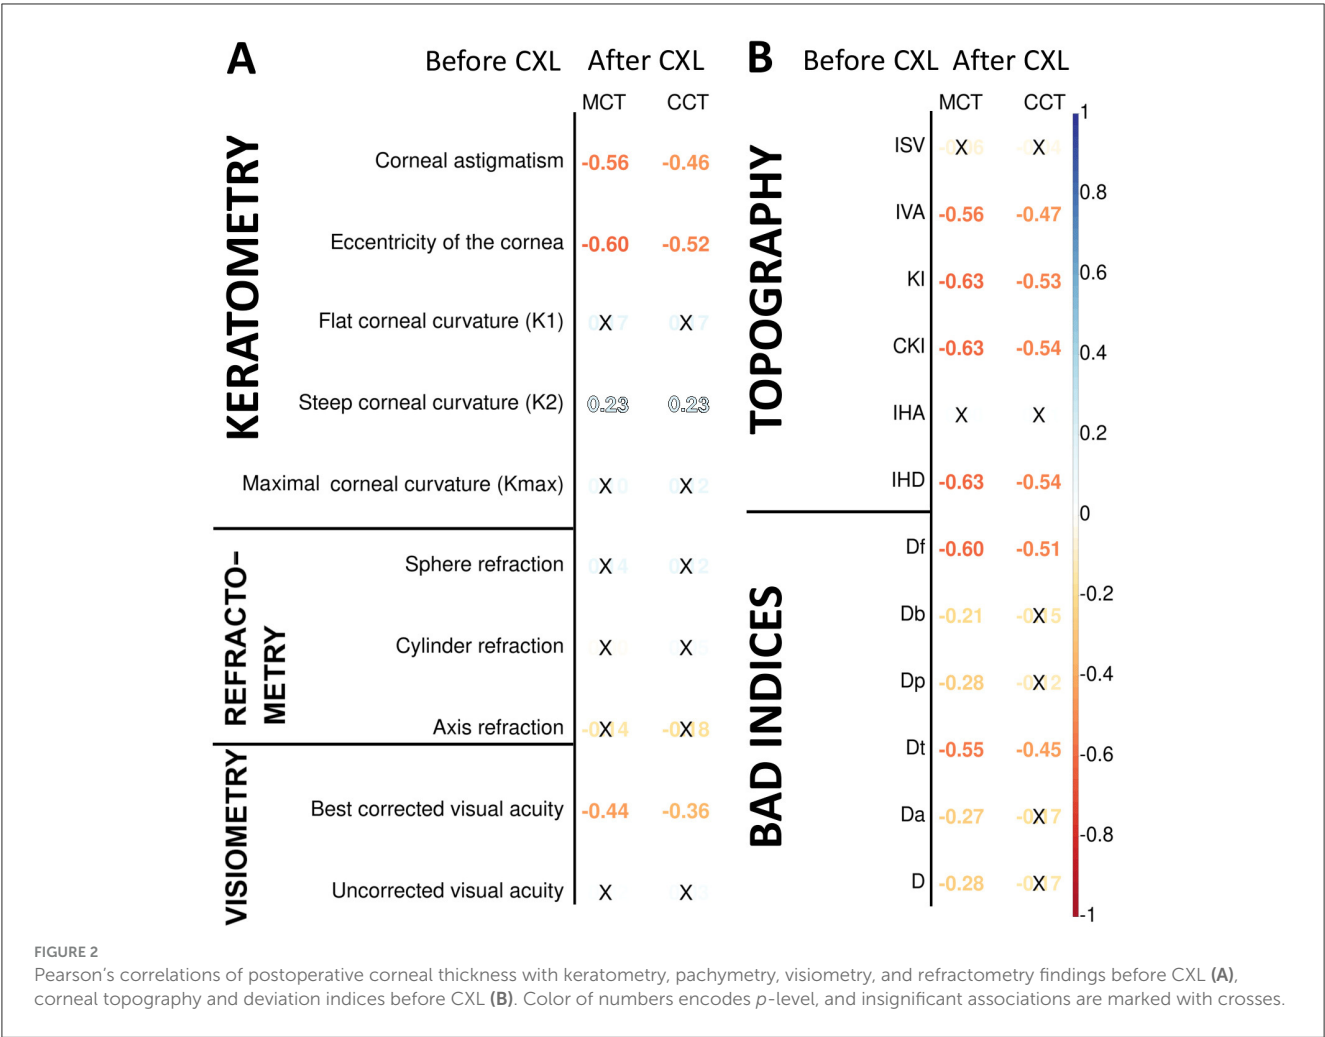 A
Before CXL After CXL
MCT CCT
KERATOMETRY
Corneal astigmatism -0.56 -0.46
Eccentricity of the cornea -0.60 -0.52
Flat corneal curvature (K1) X X
Steep corneal curvature (K2) 0.23 0.23
Maximal corneal curvature (Kmax) X X
REFRACTO-
METRY
Sphere refraction X X
Cylinder refraction X X
Axis refraction X X
VISIOMETRY
Best corrected visual acuity -0.44 -0.36
Uncorrected visual acuity X X
B
Before CXL After CXL
MCT CCT
TOPOGRAPHY
ISV X X
IVA -0.56 -0.47
KI -0.63 -0.53
CKI -0.63 -0.54
IHA X X
IHD -0.63 -0.54
BAD INDICES
Df -0.60 -0.51
Db -0.21 X
Dp -0.28 X
Dt -0.55 -0.45
Da -0.27 X
D -0.28 X
1
0.8
0.6
0.4
0.2
0
-0.2
-0.4
-0.6
-0.8
-1
FIGURE 2
Pearson's correlations of postoperative corneal thickness with keratometry, pachymetry, visiometry, and refractometry findings before CXL (A),
corneal topography and deviation indices before CXL (B). Color of numbers encodes p-level, and insignificant associations are marked with crosses.